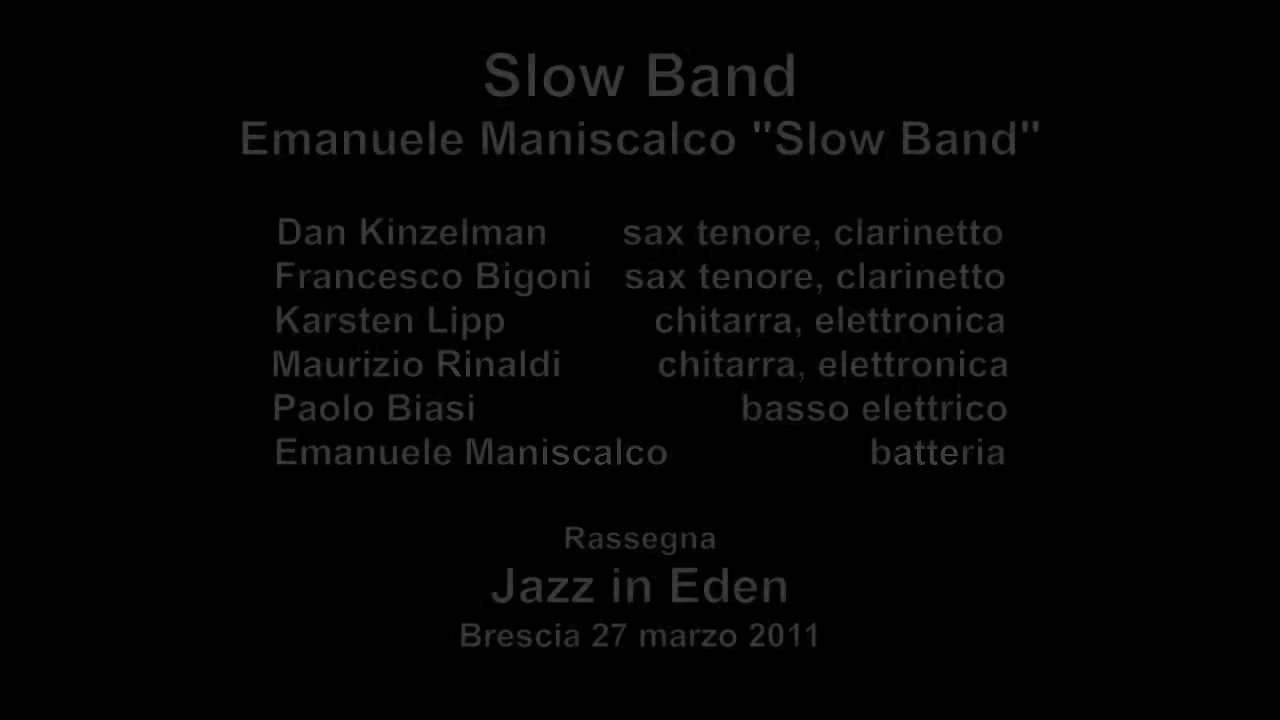 Slow Band
Emanuele Maniscalco "Slow Band"
Dan Kinzelman sax tenore, clarinetto
Francesco Bigoni sax tenore, clarinetto
Karsten Lipp chitarra, elettronica
Maurizio Rinaldi chitarra, elettronica
Paolo Biasi basso elettrico
Emanuele Maniscalco batteria
Rassegna
Jazz in Eden
Brescia 27 marzo 2011